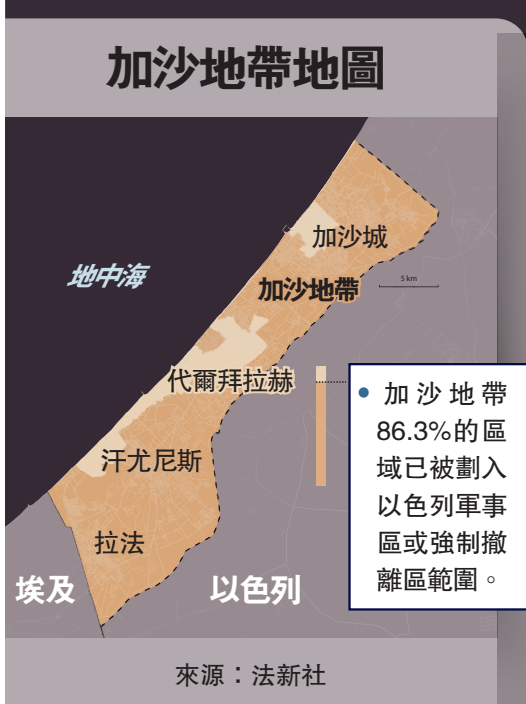 加沙地帶地圖
加沙城
地中海
加沙地帶
5 km
代爾拜拉赫
汗尤尼斯
拉法
埃及
以色列
• 加沙地帶
86.3%的區
域已被劃入
以色列軍事
區或強制撤
離區範圍。
來源：法新社